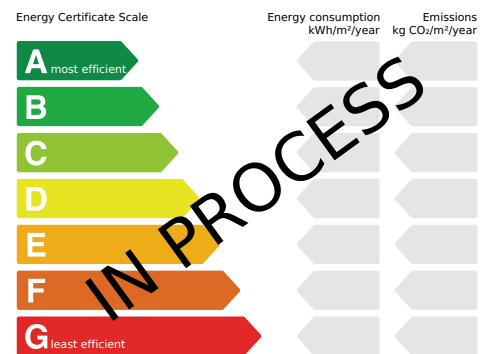 Energy Certificate Scale
Energy consumption
kWh/m²/year
Emissions
kg CO₂/m²/year
A most efficient
B
C
D
E
F
G least efficient
IN PROCESS